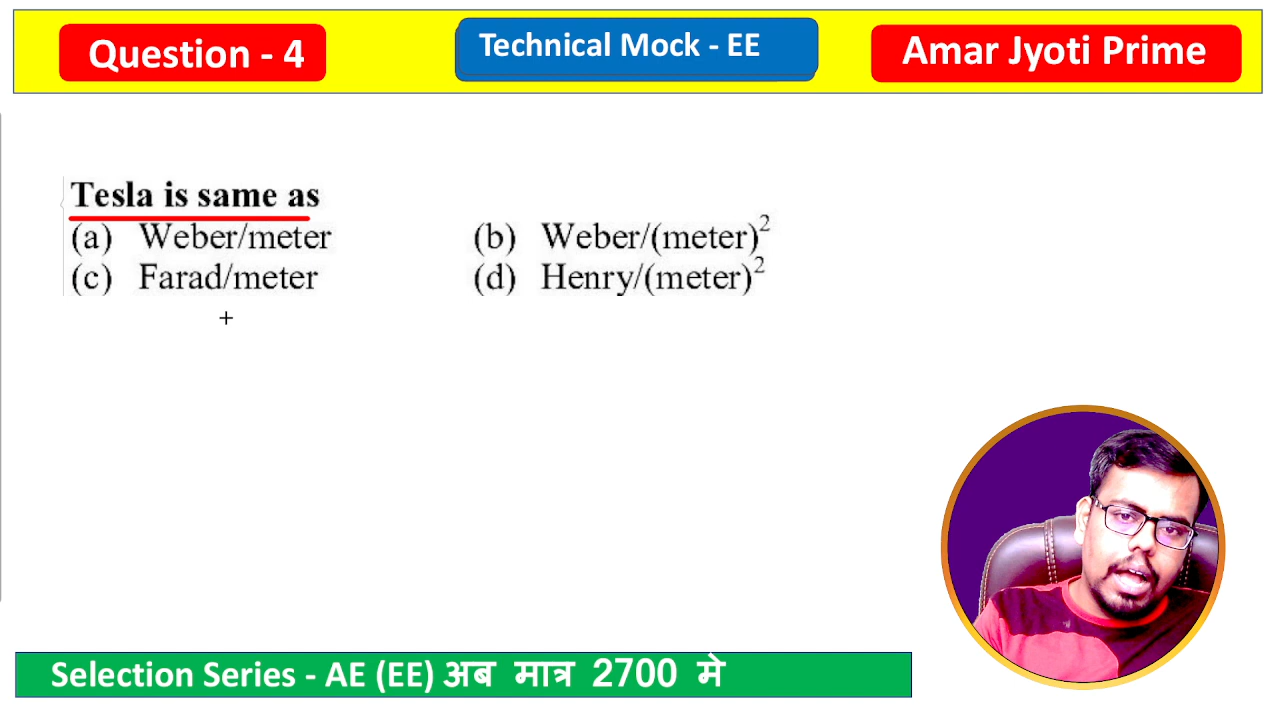 Question - 4
Technical Mock - EE
Amar Jyoti Prime
Tesla is same as
(a) Weber/meter
(b) Weber/(meter)²
(c) Farad/meter
(d) Henry/(meter)²
Selection Series - AE (EE) अब मात्र 2700 मे